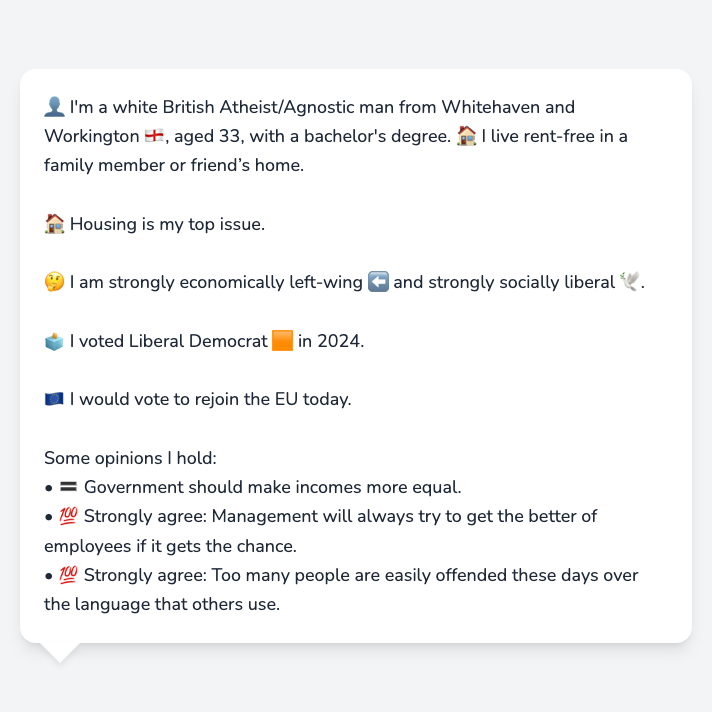 👤 I'm a white British Atheist/Agnostic man from Whitehaven and
Workington 🏴󠁧󠁢󠁥󠁮󠁧󠁿, aged 33, with a bachelor's degree. 🏠 I live rent-free in a
family member or friend’s home.
🏠 Housing is my top issue.
🤔 I am strongly economically left-wing ⬅️ and strongly socially liberal 🕊️.
🗳️ I voted Liberal Democrat 🟧 in 2024.
🇪🇺 I would vote to rejoin the EU today.
Some opinions I hold:
• 🟰 Government should make incomes more equal.
• 💯 Strongly agree: Management will always try to get the better of
employees if it gets the chance.
• 💯 Strongly agree: Too many people are easily offended these days over
the language that others use.